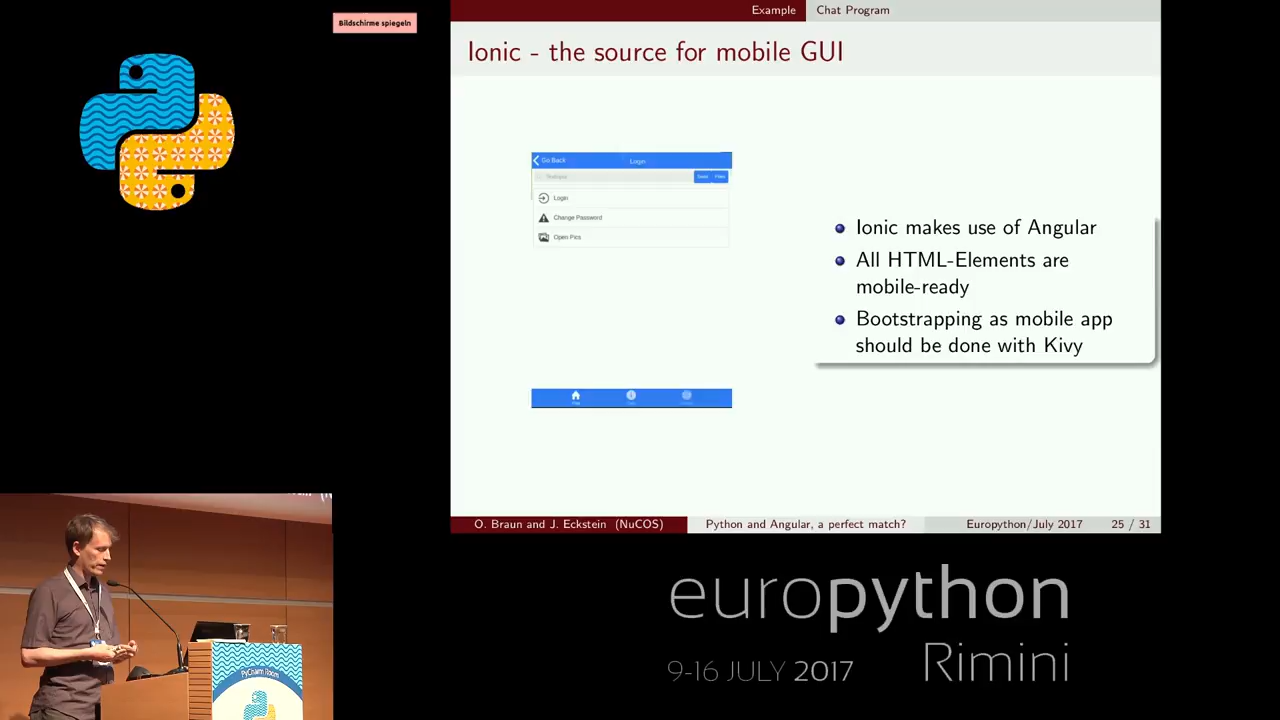 Bildschirme spiegeln
Example
Chat Program
Ionic - the source for mobile GUI
Go Back
Login
Login
Change Password
Open Pics
Ionic makes use of Angular
All HTML-Elements are
mobile-ready
Bootstrapping as mobile app
should be done with Kivy
O. Braun and J. Eckstein (NuCOS)
Python and Angular, a perfect match?
Europython/July 2017
25 / 31
europython
9-16 JULY 2017
Rimini
PyCharm Room